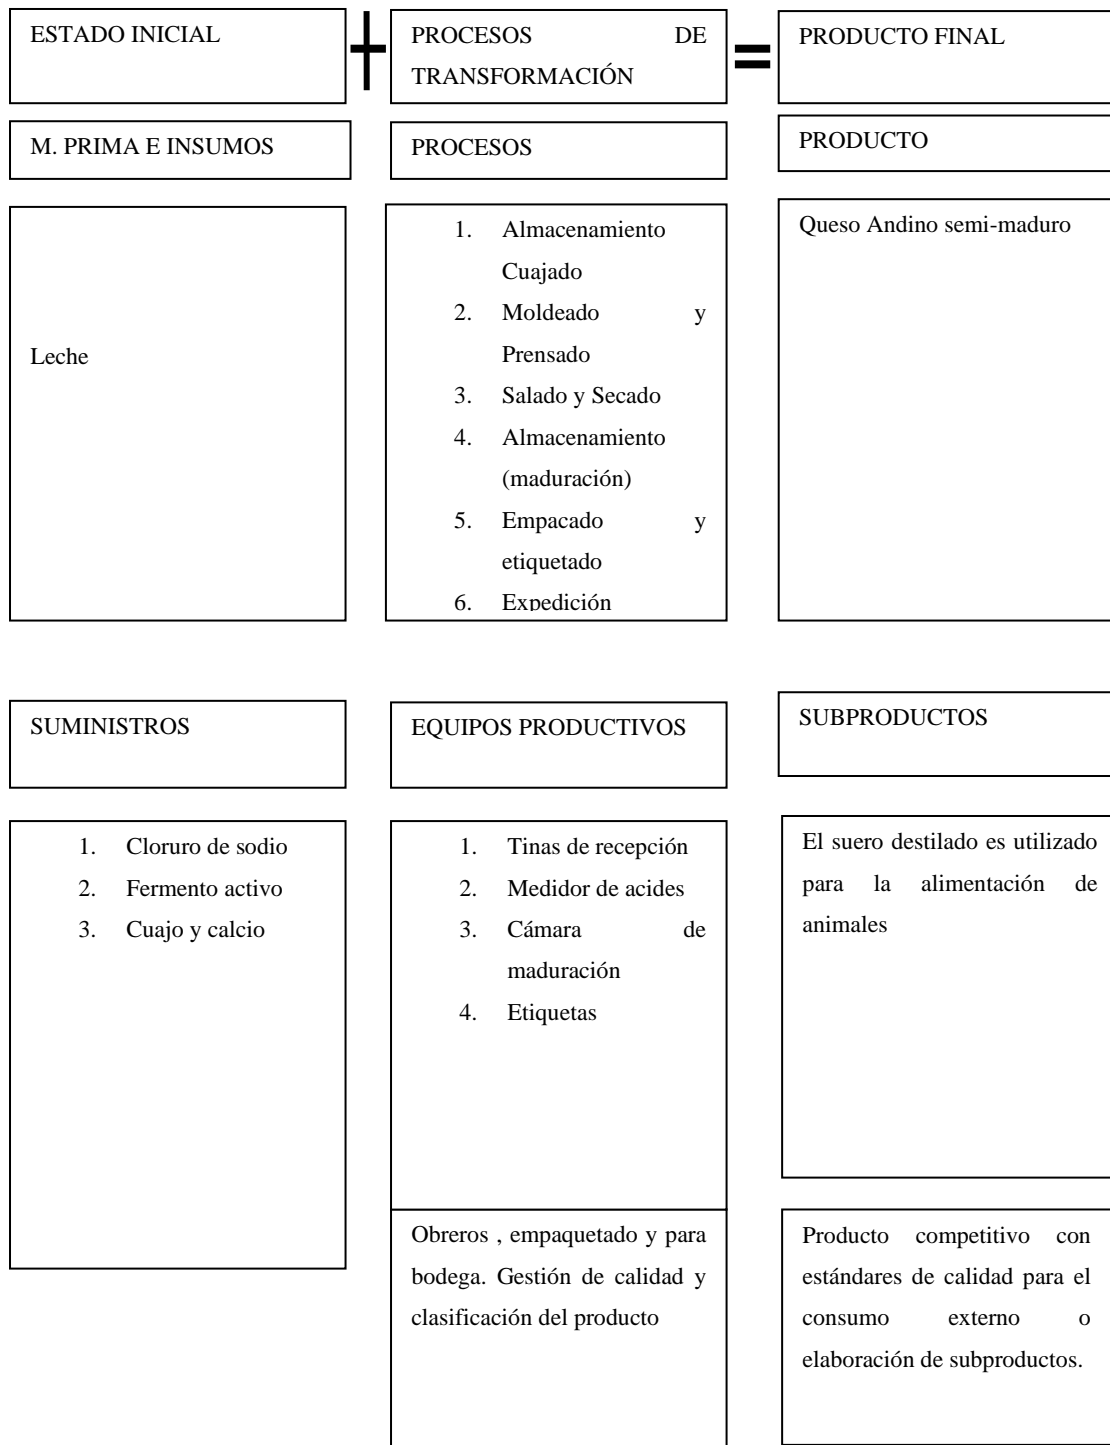 ESTADO INICIAL
PROCESOS DE
TRANSFORMACIÓN
PRODUCTO FINAL
M. PRIMA E INSUMOS
PROCESOS
PRODUCTO
Leche
1. Almacenamiento
Cuajado
2. Moldeado y
Prensado
3. Salado y Secado
4. Almacenamiento
(maduración)
5. Empacado y
etiquetado
6. Expedición
Queso Andino semi-maduro
SUMINISTROS
EQUIPOS PRODUCTIVOS
SUBPRODUCTOS
1. Cloruro de sodio
2. Fermento activo
3. Cuajo y calcio
1. Tinas de recepción
2. Medidor de acides
3. Cámara de
maduración
4. Etiquetas
El suero destilado es utilizado
para la alimentación de
animales
Obreros , empaquetado y para
bodega. Gestión de calidad y
clasificación del producto
Producto competitivo con
estándares de calidad para el
consumo externo o
elaboración de subproductos.